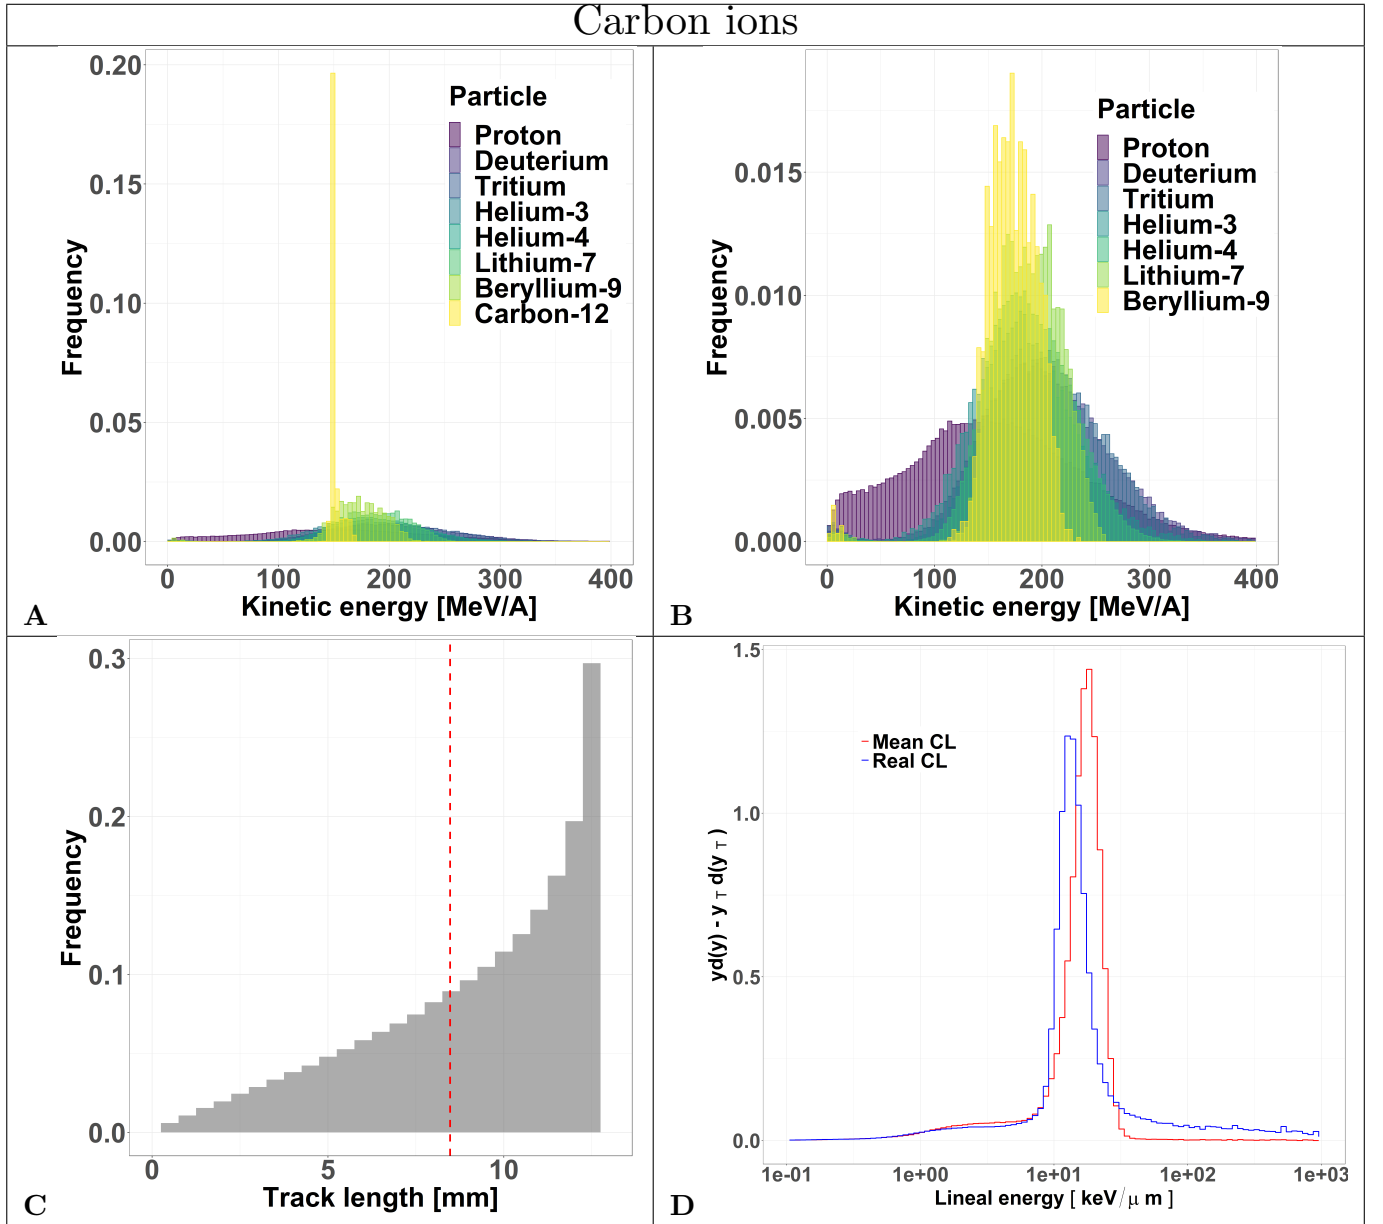 Carbon ions
0.20
0.15
0.10
0.05
0.00
Frequency
Particle
Proton
Deuterium
Tritium
Helium-3
Helium-4
Lithium-7
Beryllium-9
Carbon-12
0 100 200 300 400
Kinetic energy [MeV/A]
A
0.015
0.010
0.005
0.000
Frequency
Particle
Proton
Deuterium
Tritium
Helium-3
Helium-4
Lithium-7
Beryllium-9
0 100 200 300 400
Kinetic energy [MeV/A]
B
0.3
0.2
0.1
0.0
Frequency
0 5 10
Track length [mm]
C
1.5
1.0
0.5
0.0
yd(y) - y T d(y T )
Mean CL
Real CL
1e-01 1e+00 1e+01 1e+02 1e+03
Lineal energy [ keV/μ m ]
D